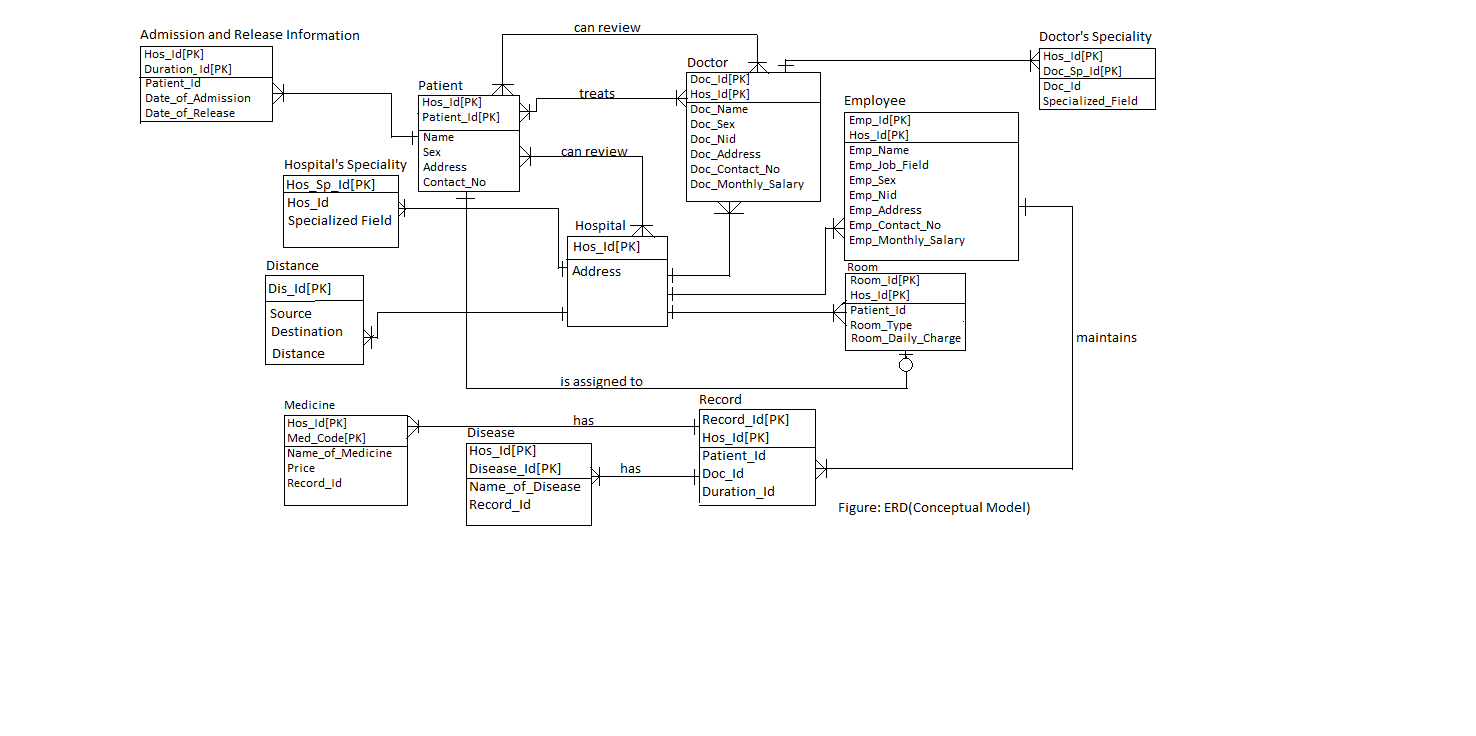 can review
Admission and Release Information
Hos_Id[PK]
Duration_Id[PK]
Patient_Id
Date_of_Admission
Date_of_Release
Patient
Hos_Id[PK]
Patient_Id[PK]
Name
Sex
Address
Contact_No
treats
can review
Doctor
Doc_Id[PK]
Hos_Id[PK]
Doc_Name
Doc_Sex
Doc_Nid
Doc_Address
Doc_Contact_No
Doc_Monthly_Salary
Doctor's Speciality
Hos_Id[PK]
Doc_Sp_Id[PK]
Doc_Id
Specialized_Field
Employee
Emp_Id[PK]
Hos_Id[PK]
Emp_Name
Emp_Job_Field
Emp_Sex
Emp_Nid
Emp_Address
Emp_Contact_No
Emp_Monthly_Salary
Hospital's Speciality
Hos_Sp_Id[PK]
Hos_Id
Specialized Field
Hospital
Hos_Id[PK]
Address
Distance
Dis_Id[PK]
Source
Destination
Distance
Room
Room_Id[PK]
Hos_Id[PK]
Patient_Id
Room_Type
Room_Daily_Charge
maintains
is assigned to
Medicine
Hos_Id[PK]
Med_Code[PK]
Name_of_Medicine
Price
Record_Id
has
Disease
Hos_Id[PK]
Disease_Id[PK]
Name_of_Disease
Record_Id
has
Record
Record_Id[PK]
Hos_Id[PK]
Patient_Id
Doc_Id
Duration_Id
Figure: ERD(Conceptual Model)